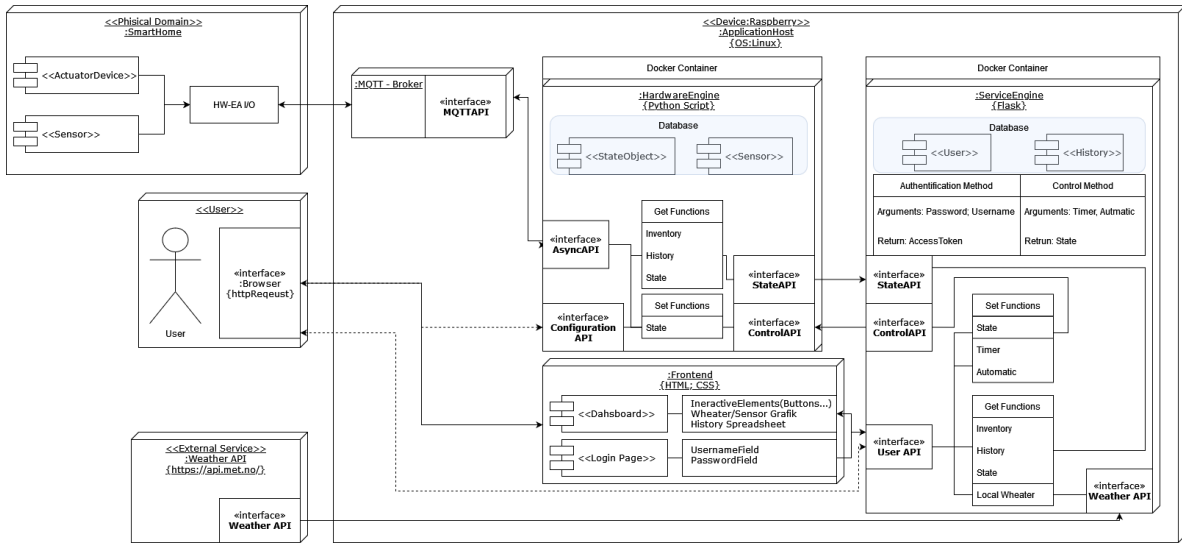 <<Phisical Domain>>
:SmartHome
<<ActuatorDevice>>
<<Sensor>>
HW-EA I/O
<<Device:Raspberry>>
:ApplicationHost
{OS:Linux}
:MQTT - Broker
«interface»
MQTTAPI
Docker Container
:HardwareEngine
{Python Script}
Database
<<StateObject>>
<<Sensor>>
Get Functions
Inventory
History
State
«interface»
AsyncAPI
«interface»
StateAPI
Set Functions
State
«interface»
Configuration
API
«interface»
ControlAPI
Docker Container
:ServiceEngine
{Flask}
Database
<<User>>
<<History>>
Authentification Method
Control Method
Arguments: Password; Username
Arguments: Timer, Autmatic
Return: AccessToken
Retrun: State
«interface»
StateAPI
«interface»
ControlAPI
Set Functions
State
Timer
Automatic
Get Functions
Inventory
History
State
Local Wheater
«interface»
User API
«interface»
Weather API
<<User>>
User
«interface»
:Browser
{httpReqeust}
:Frontend
{HTML; CSS}
<<Dahsboard>>
IneractiveElements(Buttons...)
Wheater/Sensor Grafik
History Spreadsheet
<<Login Page>>
UsernameField
PasswordField
<<External Service>>
:Weather API
{https://api.met.no/}
«interface»
Weather API